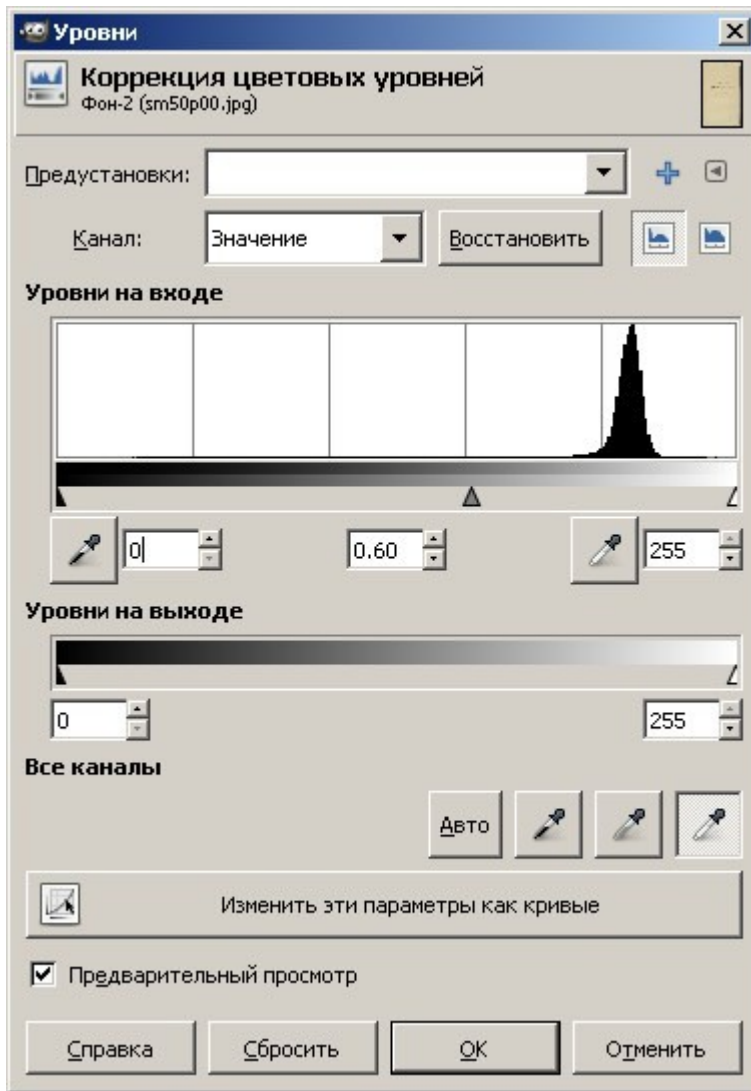 Уровни
Коррекция цветовых уровней
Фон-2 (sm50p00.jpg)
Предустановки:
Канал: Значение Восстановить
Уровни на входе
0 0.60 255
Уровни на выходе
0 255
Все каналы
Авто
Изменить эти параметры как кривые
Предварительный просмотр
Справка Сбросить OK Отменить